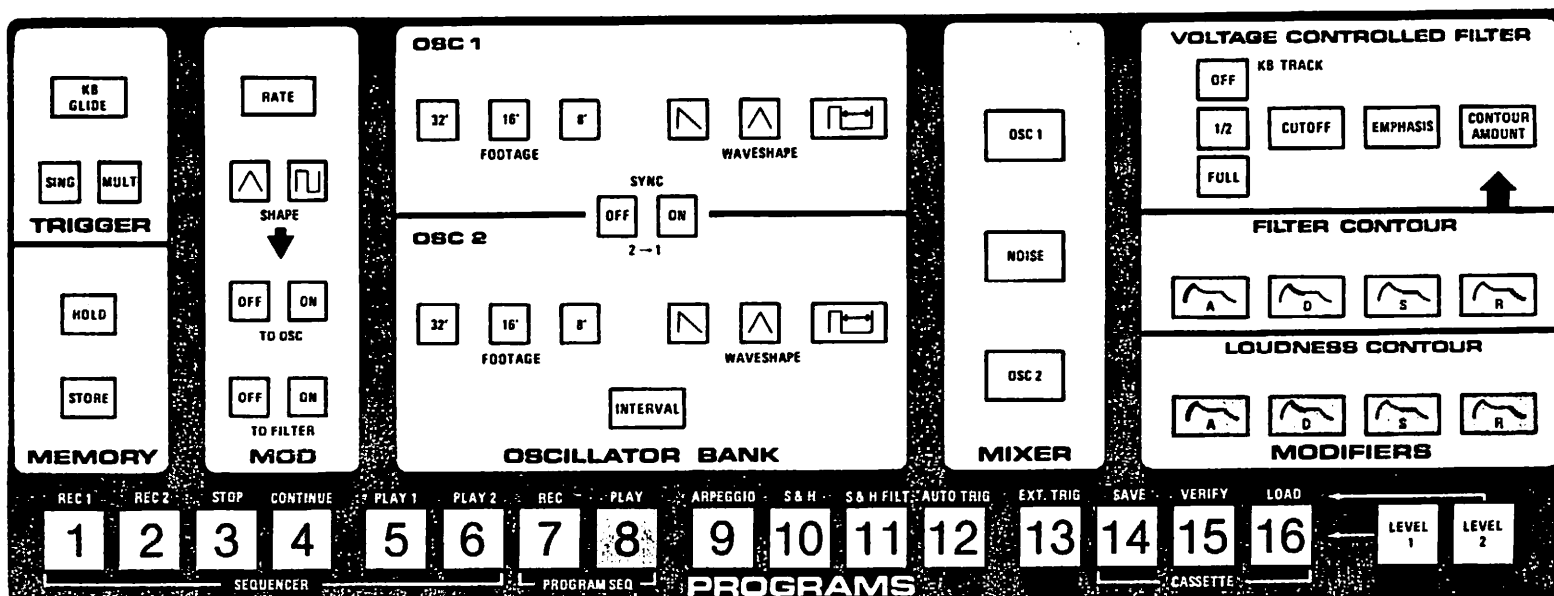 KB GLIDE
SING MULT
TRIGGER
HOLD
STORE
MEMORY
RATE
SHAPE
OFF ON
TO OSC
OFF ON
TO FILTER
MOD
OSC 1
32' 16' 8'
FOOTAGE WAVESHAPE
SYNC
OFF ON
2→1
OSC 2
32' 16' 8'
FOOTAGE WAVESHAPE
INTERVAL
OSCILLATOR BANK
OSC 1
NOISE
OSC 2
MIXER
VOLTAGE CONTROLLED FILTER
OFF KB TRACK
1/2 CUTOFF EMPHASIS CONTOUR AMOUNT
FULL
FILTER CONTOUR
A D S R
LOUDNESS CONTOUR
A D S R
MODIFIERS
REC 1 REC 2 STOP CONTINUE PLAY 1 PLAY 2 REC PLAY ARPEGGIO S & H S & H FILT. AUTO TRIG EXT. TRIG SAVE VERIFY LOAD
1 2 3 4 5 6 7 8 9 10 11 12 13 14 15 16 LEVEL 1 LEVEL 2
SEQUENCER PROGRAM SEQ PROGRAMS CASSETTE